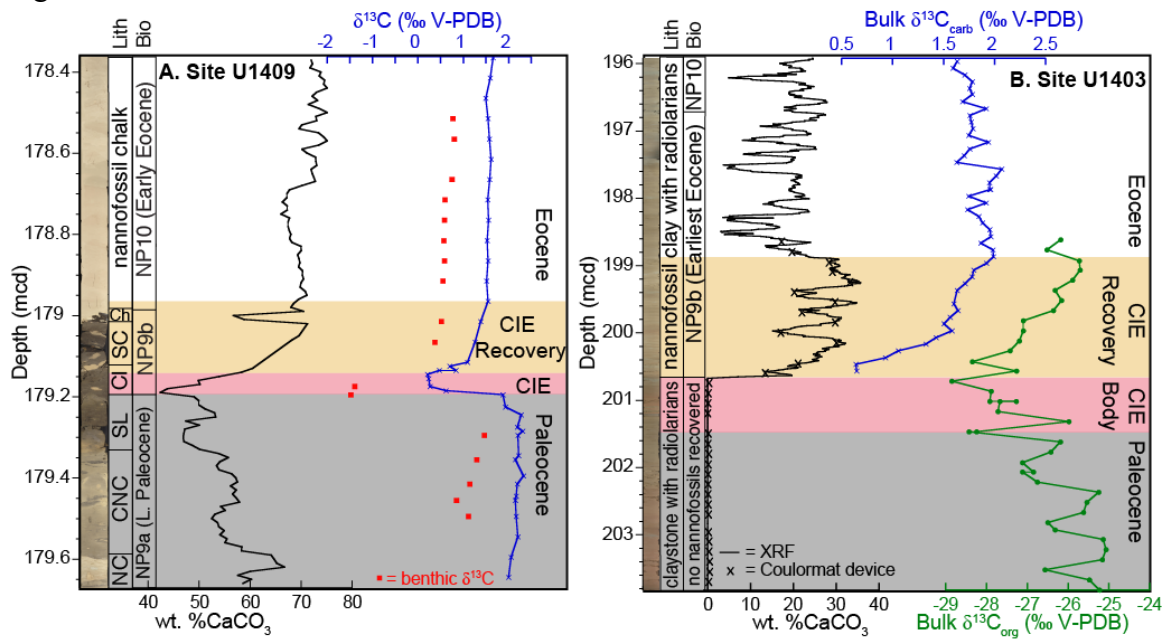 δ13C (‰ V-PDB)
Lith
Bio
-2 -1 0 1 2
A. Site U1409
178.4
178.6
178.8
179
179.2
179.4
179.6
Depth (mcd)
nannofossil chalk
Ch
SC
CI
SL
CNC
NC
NP10 (Early Eocene)
NP9b
NP9a (L. Paleocene)
Eocene
CIE
Recovery
CIE
Paleocene
= benthic δ13C
40 50 60 70 80
wt. %CaCO3
Bulk δ13Ccarb (‰ V-PDB)
Lith
Bio
0.5 1 1.5 2 2.5
B. Site U1403
196
197
198
199
200
201
202
203
Depth (mcd)
nannofossil clay with radiolarians
claystone with radiolarians
NP10
NP9b (Earliest Eocene)
no nannofossils recovered
Eocene
CIE
Recovery
CIE
Body
Paleocene
= XRF
× = Coulormat device
0 10 20 30 40
wt. %CaCO3
-29 -28 -27 -26 -25 -24
Bulk δ13Corg (‰ V-PDB)